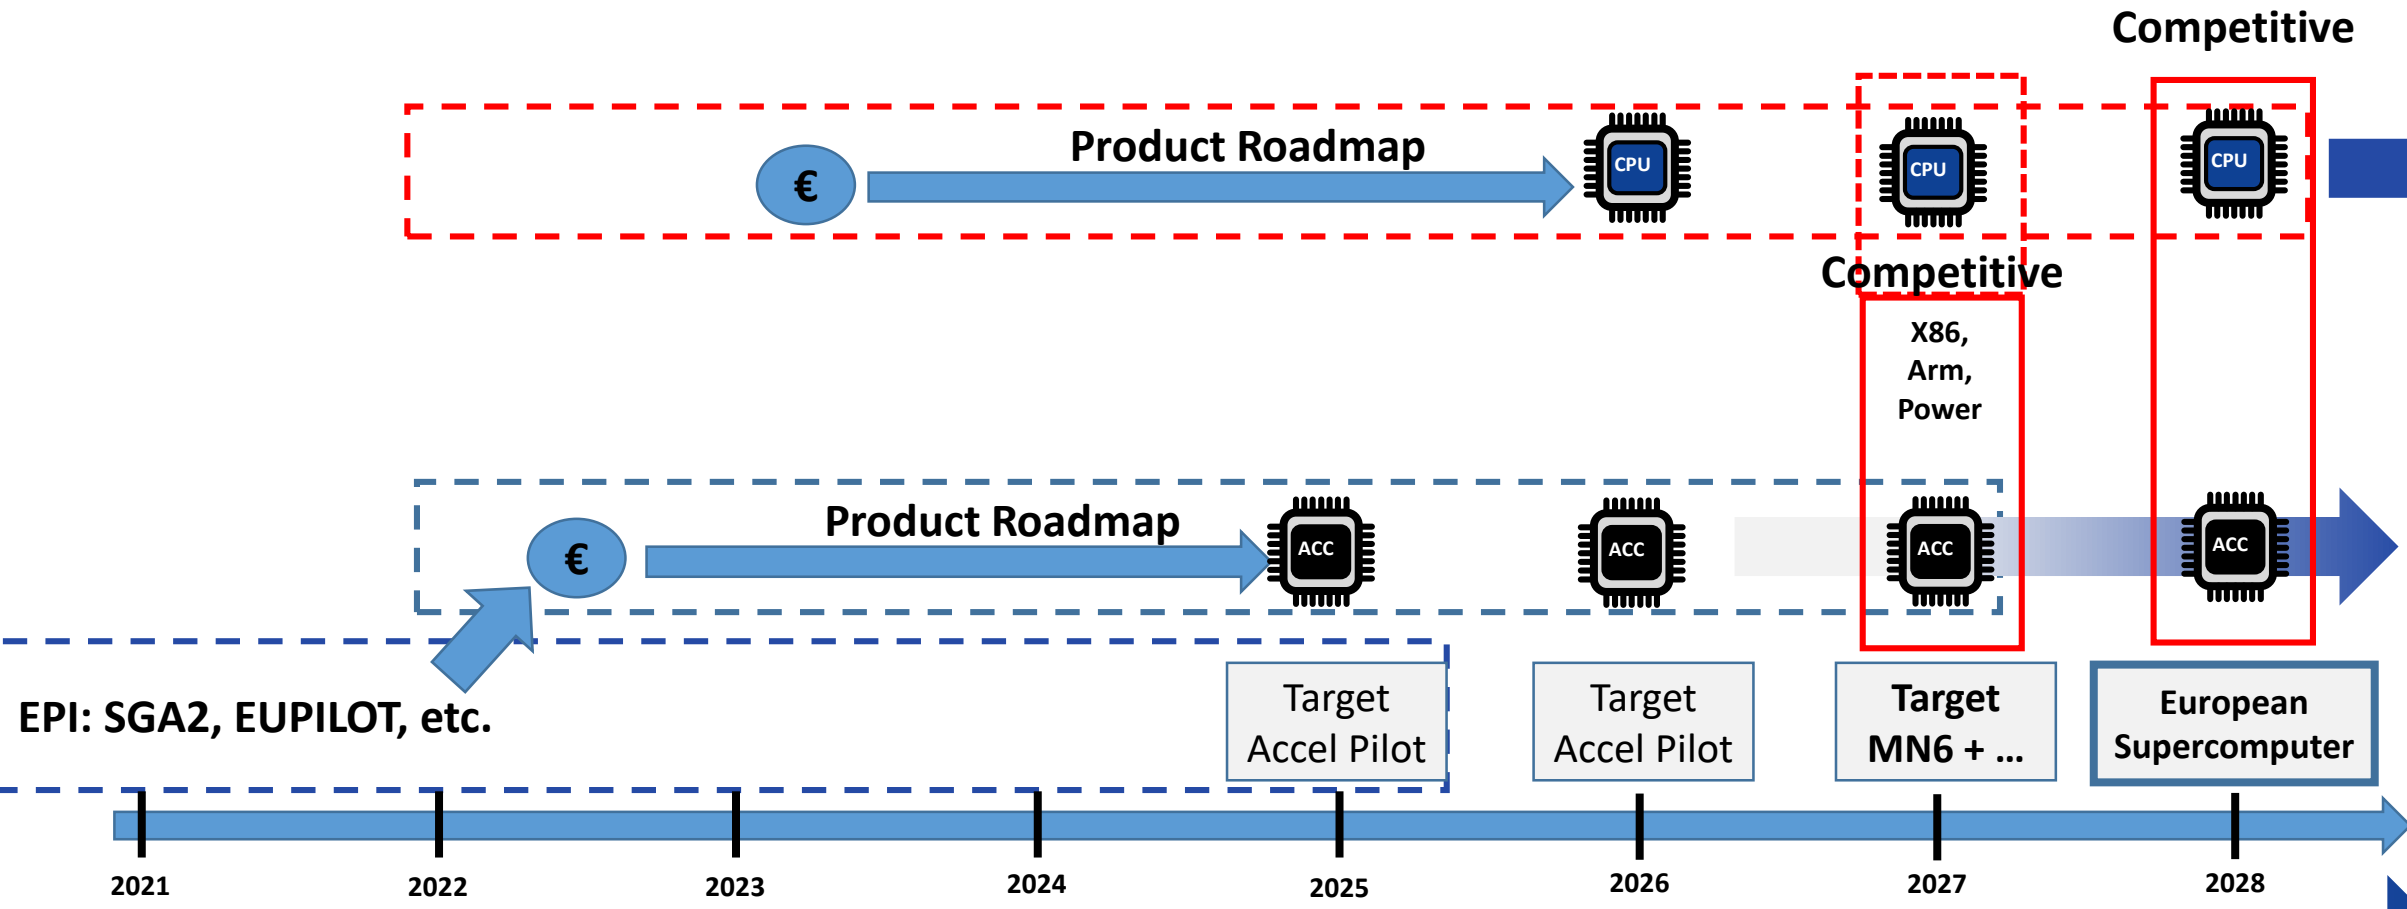 Competitive
Product Roadmap
€
CPU
CPU
CPU
Competitive
X86,
Arm,
Power
Product Roadmap
€
ACC
ACC
ACC
ACC
EPI: SGA2, EUPILOT, etc.
Target
Accel Pilot
Target
Accel Pilot
Target
MN6 + ...
European
Supercomputer
2021
2022
2023
2024
2025
2026
2027
2028